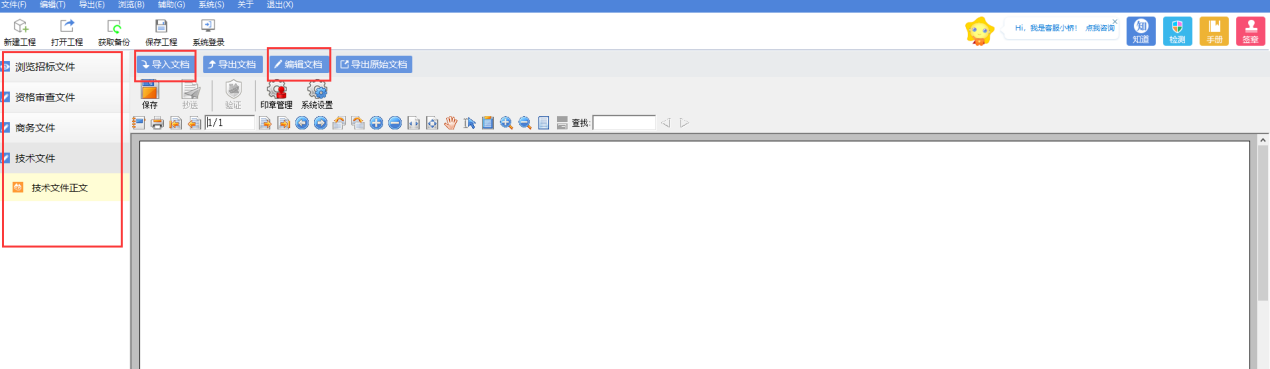 文件(F) 编辑(T) 导出(E) 浏览(B) 辅助(G) 系统(S) 关于 退出(X)
新建工程 打开工程 获取备份 保存工程 系统登录
Hi，我是客服小桥！ 点我咨询
知
知道 检测 手册 签章
浏览招标文件
资格审查文件
商务文件
技术文件
技术文件正文
导入文档 导出文档 编辑文档 导出原始文档
保存 抄送 验证 印章管理 系统设置
1/1 查找: